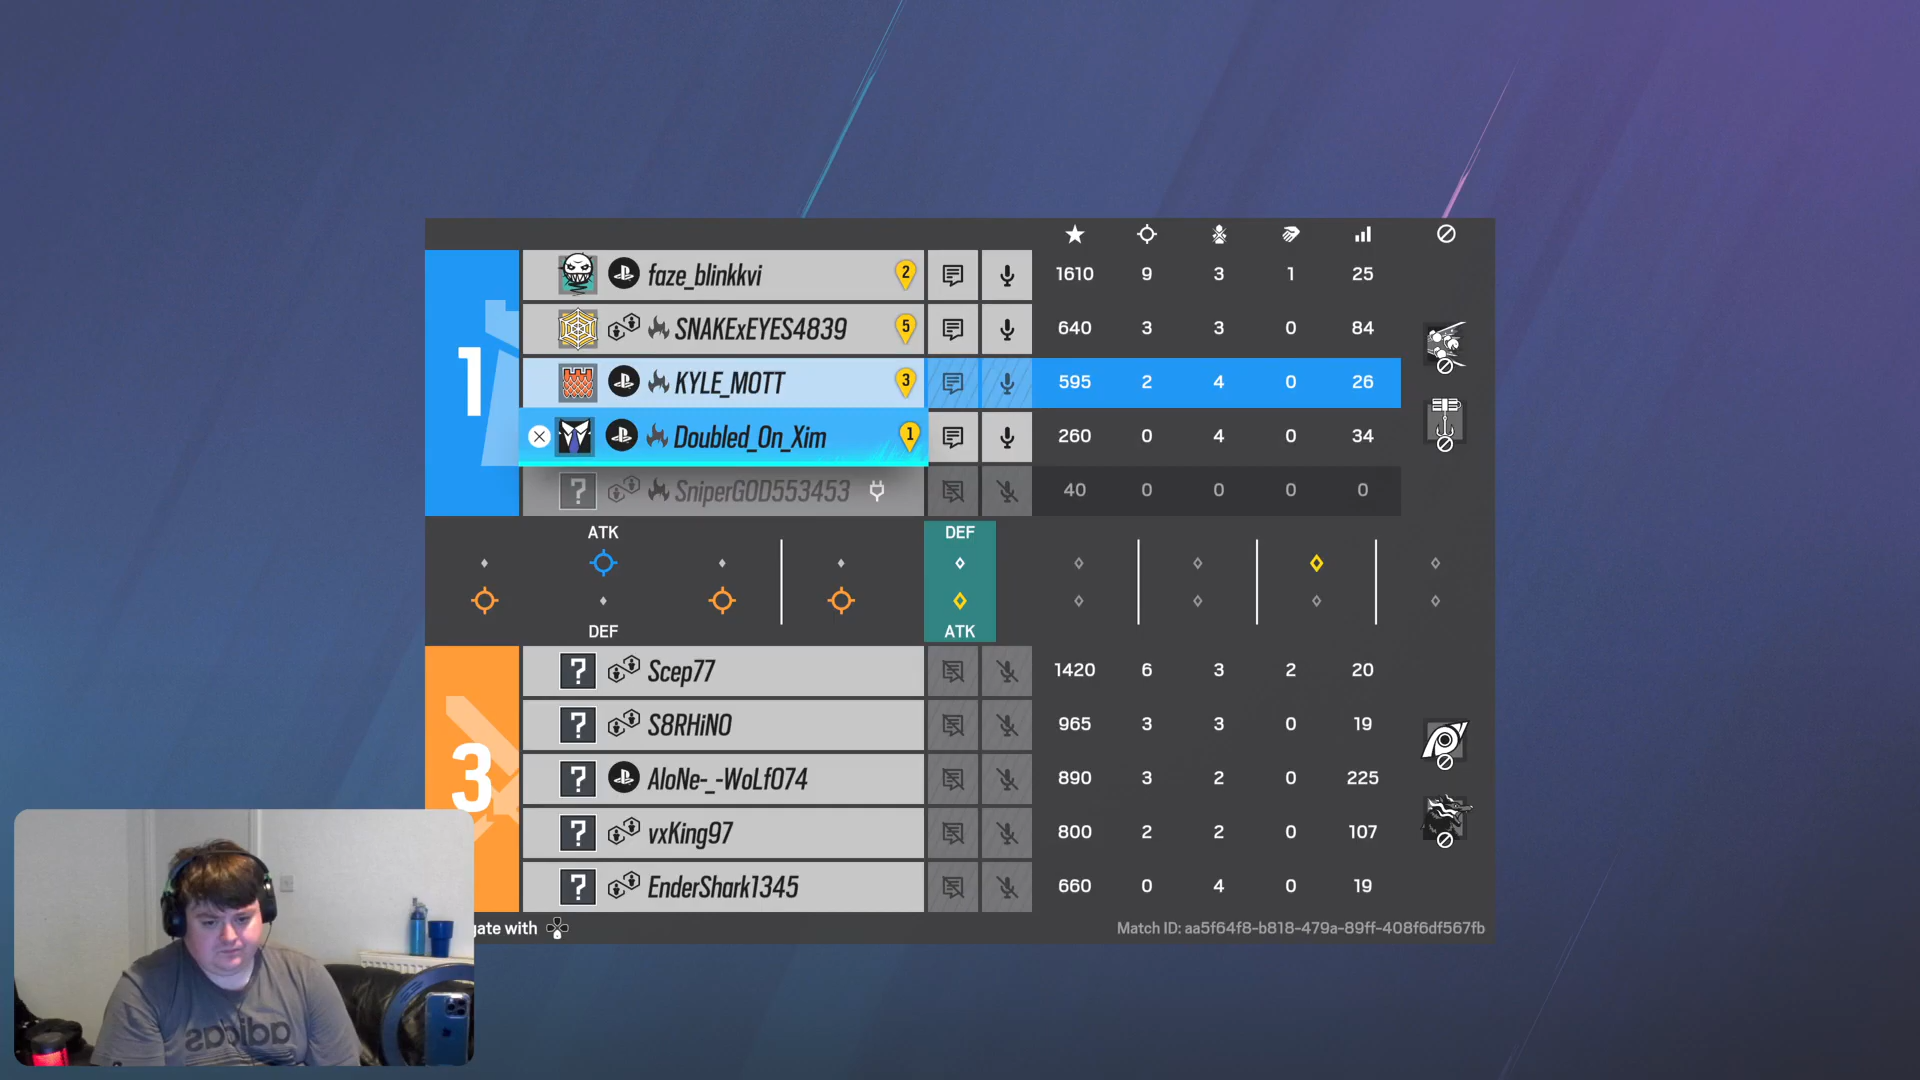 1
faze_blinkkvi 2 1610 9 3 1 25
SNAKExEYES4839 5 640 3 3 0 84
KYLE_MOTT 3 595 2 4 0 26
Doubled_On_Xim 1 260 0 4 0 34
? SniperGOD553453 40 0 0 0 0
ATK DEF
DEF ATK
3
? Scep77 1420 6 3 2 20
? S8RHiNO 965 3 3 0 19
? AloNe-_-WoLf074 890 3 2 0 225
? vxKing97 800 2 2 0 107
? EnderShark1345 660 0 4 0 19
gate with
Match ID: aa5f64f8-b818-479a-89ff-408f6df567fb
adidas